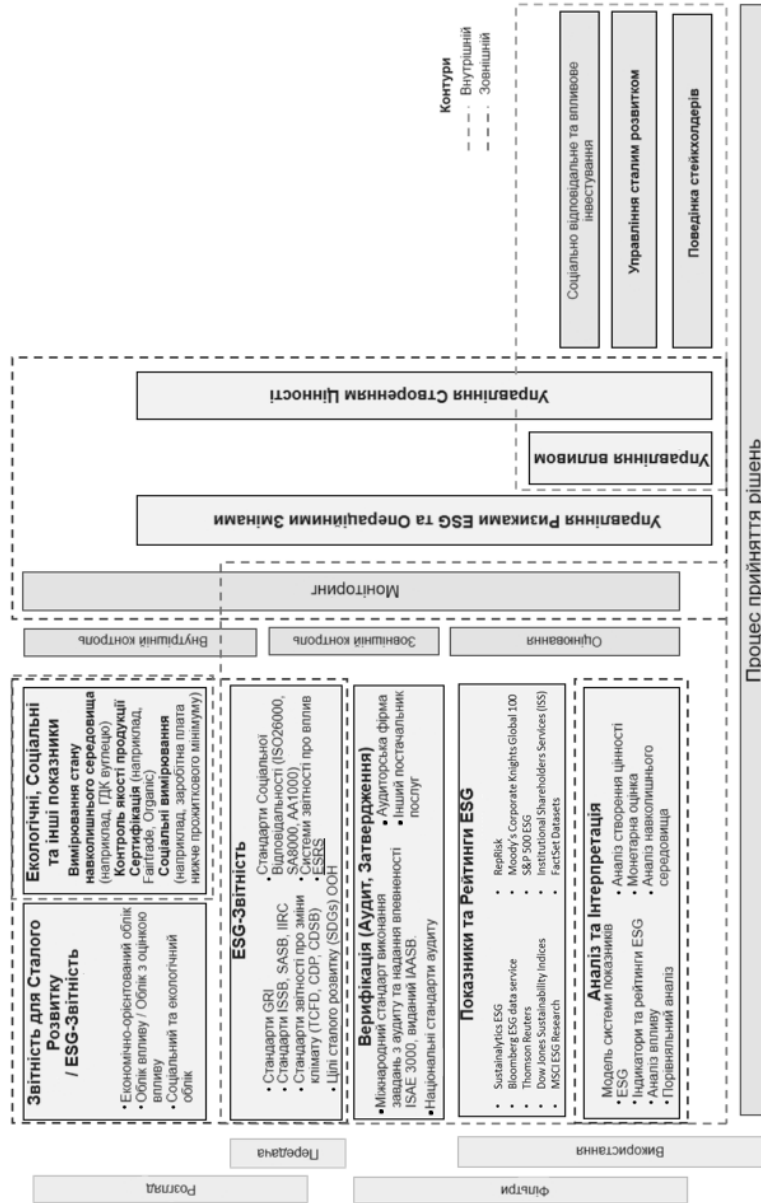 Розгляд
Передача
Фільтри
Використання
Звітність для Сталого
Розвитку
/ ESG-Звітність
• Економічно-орієнтований облік
• Облік впливу / Облік з оцінкою
впливу
• Соціальний та екологічний
облік
Екологічні, Соціальні
та інші показники
Вимірювання стану
навколишнього середовища
(наприклад, ГДК вуглецю)
Контроль якості продукції
Сертифікація (наприклад,
Fairtrade, Organic)
Соціальні вимірювання
(наприклад, заробітна плата
нижче прожиткового мінімуму)
ESG-Звітність
• Стандарти GRI
• Стандарти ISSB, SASB, IIRC
• Стандарти звітності про зміни
клімату (TCFD, CDP, CDSB)
• Цілі сталого розвитку (SDGs) ООН
• Стандарти Соціальної
Відповідальності (ISO26000,
SA8000, AA1000)
• Системи звітності про вплив
• ESRS
Верифікація (Аудит, Затвердження)
• Міжнародний стандарт виконання
завдань з аудиту та надання впевненості
ISAE 3000, виданий IAASB.
• Національні стандарти аудиту
• Аудиторська фірма
• Інший постачальник
послуг
Показники та Рейтинги ESG
• Sustainalytics ESG
• Bloomberg ESG data service
• Thomson Reuters
• Dow Jones Sustainability Indices
• MSCI ESG Research
• RepRisk
• Moody's Corporate Knights Global 100
• S&P 500 ESG
• Institutional Shareholders Services (ISS)
• FactSet Datasets
Аналіз та Інтерпретація
Модель системи показників
• ESG
• Індикатори та рейтинги ESG
• Аналіз впливу
• Порівняльний аналіз
• Аналіз створення цінності
• Монетарна оцінка
• Аналіз навколишнього
середовища
Внутрішній контроль
Зовнішній контроль
Оцінювання
Моніторинг
Управління Ризиками ESG та Операційними Змінами
Управління впливом
Управління Створенням Цінності
Контури
Внутрішній
Зовнішній
Соціально відповідальне та впливове
інвестування
Управління сталим розвитком
Поведінка стейкхолдерів
Процес прийняття рішень